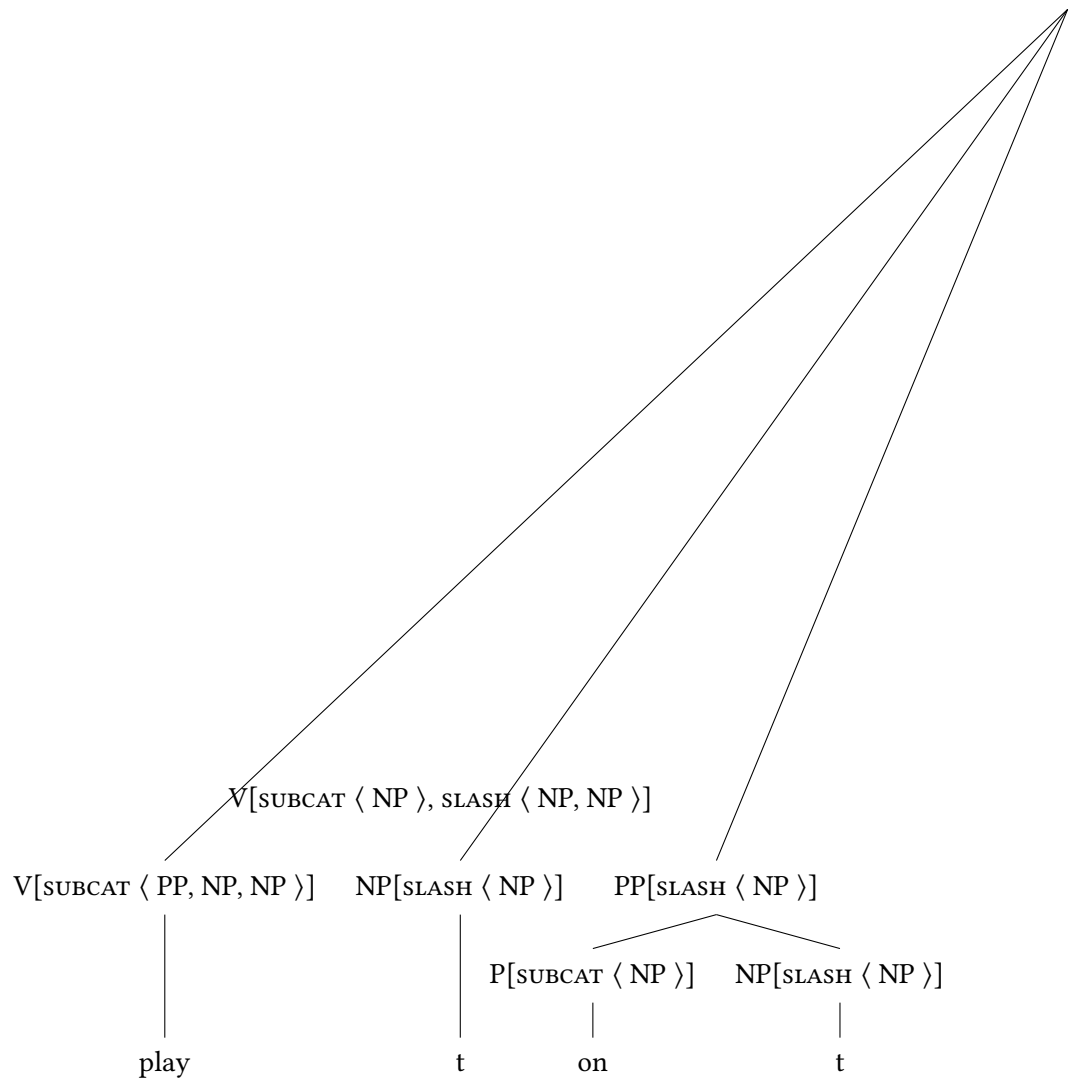 V[SUBCAT ⟨ NP ⟩, SLASH ⟨ NP, NP ⟩]
V[SUBCAT ⟨ PP, NP, NP ⟩] NP[SLASH ⟨ NP ⟩] PP[SLASH ⟨ NP ⟩]
P[SUBCAT ⟨ NP ⟩] NP[SLASH ⟨ NP ⟩]
play t on t